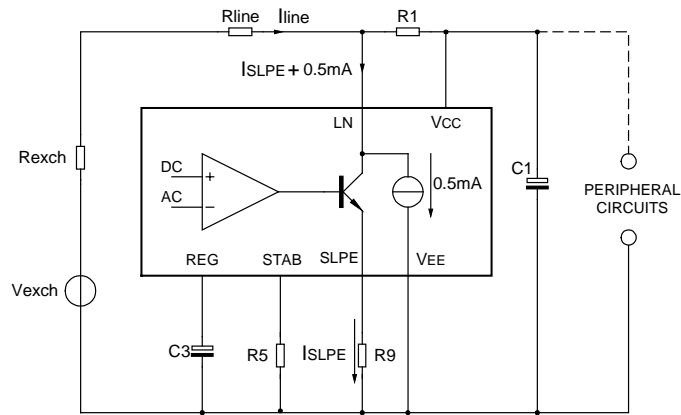 Rline
Iline
R1
ISLPE + 0.5mA
LN
VCC
Rexch
DC
+
AC
−
0.5mA
C1
PERIPHERAL
CIRCUITS
REG
STAB
SLPE
VEE
Vexch
C3
R5
ISLPE
R9